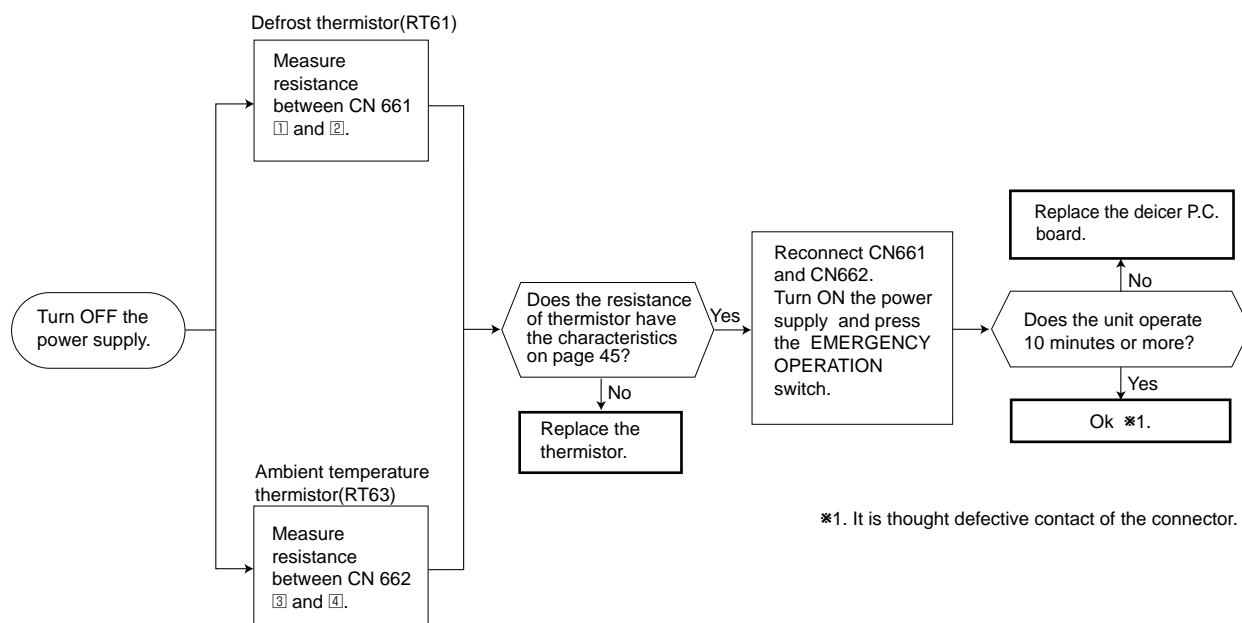 Defrost thermistor(RT61)
Measure
resistance
between CN 661
1 and 2.
Turn OFF the
power supply.
Ambient temperature
thermistor(RT63)
Measure
resistance
between CN 662
3 and 4.
Does the resistance
of thermistor have
the characteristics
on page 45?
Yes
No
Replace the
thermistor.
Reconnect CN661
and CN662.
Turn ON the power
supply and press
the EMERGENCY
OPERATION
switch.
Replace the deicer P.C.
board.
No
Does the unit operate
10 minutes or more?
Yes
Ok ※1.
※1. It is thought defective contact of the connector.